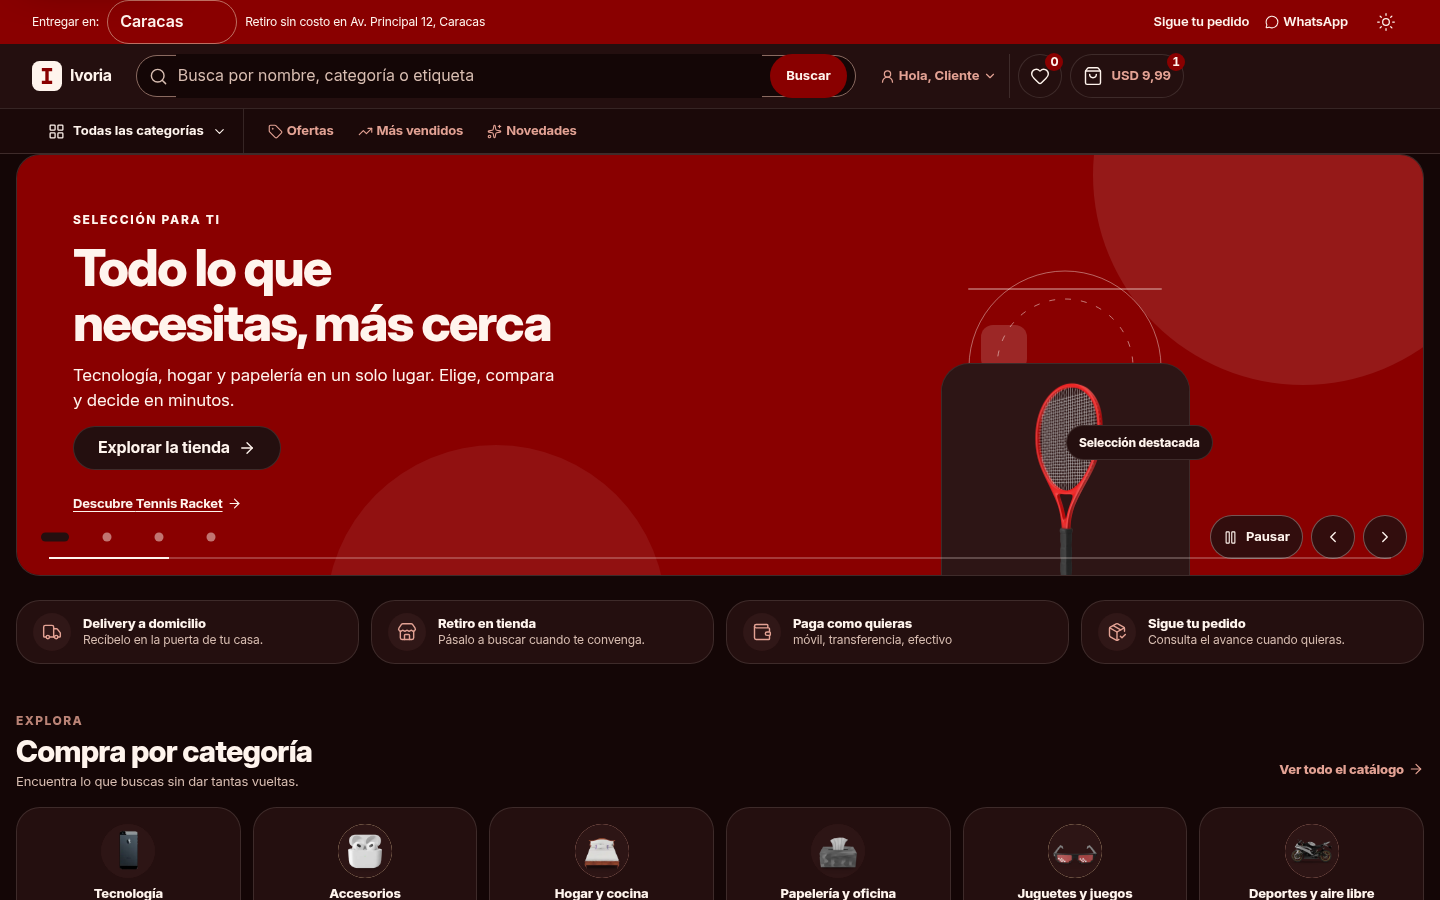 Entregar en: Caracas Retiro sin costo en Av. Principal 12, Caracas Sigue tu pedido WhatsApp
I Ivoria Busca por nombre, categoría o etiqueta Buscar Hola, Cliente 0 USD 9,99 1
Todas las categorías Ofertas Más vendidos Novedades
SELECCIÓN PARA TI
Todo lo que
necesitas, más cerca
Tecnología, hogar y papelería en un solo lugar. Elige, compara
y decide en minutos.
Explorar la tienda
Selección destacada
Descubre Tennis Racket
Pausar
Delivery a domicilio
Recíbelo en la puerta de tu casa.
Retiro en tienda
Pásalo a buscar cuando te convenga.
Paga como quieras
móvil, transferencia, efectivo
Sigue tu pedido
Consulta el avance cuando quieras.
EXPLORA
Compra por categoría
Encuentra lo que buscas sin dar tantas vueltas.
Ver todo el catálogo
Tecnología Accesorios Hogar y cocina Papelería y oficina Juguetes y juegos Deportes y aire libre